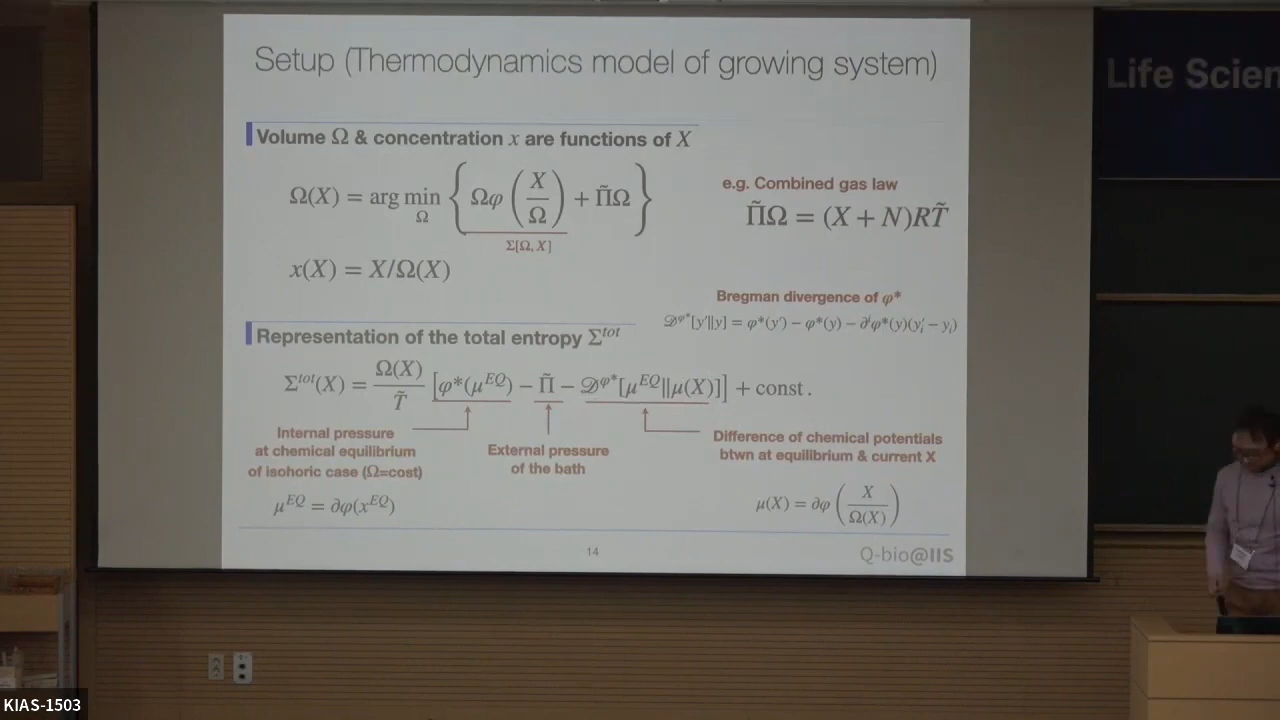 Setup (Thermodynamics model of growing system)
Life Scien
Volume Ω & concentration x are functions of X
Ω(X) = arg min_Ω { Ωφ (X/Ω) + Π̃Ω }
Σ[Ω, X]
x(X) = X/Ω(X)
e.g. Combined gas law
Π̃Ω = (X + N)RT̃
Bregman divergence of φ*
𝒟^φ*[y′||y] = φ*(y′) − φ*(y) − ∂ⁱφ*(y)(y′ᵢ − yᵢ)
Representation of the total entropy Σ^tot
Σ^tot(X) = Ω(X)/T̃ [φ*(μ^EQ) − Π̃ − 𝒟^φ*[μ^EQ||μ(X)]] + const.
Internal pressure
at chemical equilibrium
of isohoric case (Ω=cost)
μ^EQ = ∂φ(x^EQ)
External pressure
of the bath
Difference of chemical potentials
btwn at equilibrium & current X
μ(X) = ∂φ (X/Ω(X))
14
Q-bio@IIS
KIAS-1503